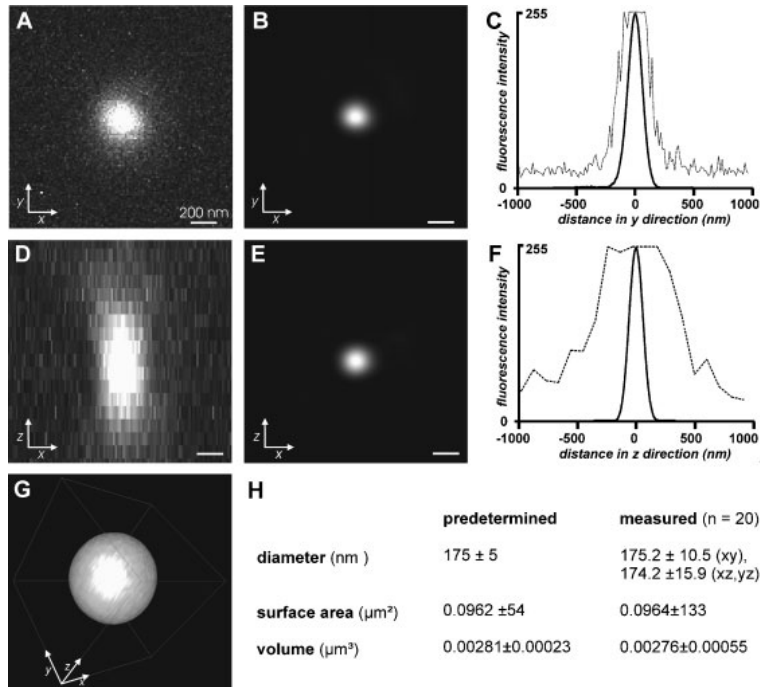 A
y
x
200 nm
B
y
x
C
255
fluorescence intensity
0
-1000 -500 0 500 1000
distance in y direction (nm)
D
z
x
E
z
x
F
255
fluorescence intensity
0
-1000 -500 0 500 1000
distance in z direction (nm)
G
y
z
x
H
predetermined measured (n = 20)
diameter (nm ) 175 ± 5 175.2 ± 10.5 (xy),
174.2 ±15.9 (xz,yz)
surface area (µm²) 0.0962 ±54 0.0964±133
volume (µm³) 0.00281±0.00023 0.00276±0.00055